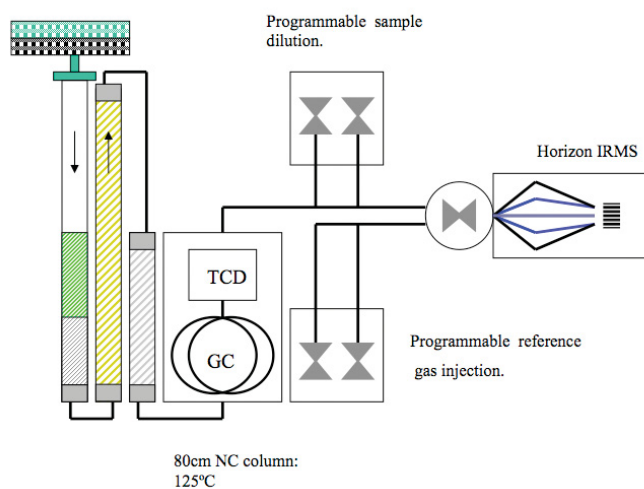 Programmable sample
dilution.
Horizon IRMS
TCD
GC
Programmable reference
gas injection.
80cm NC column:
125ºC